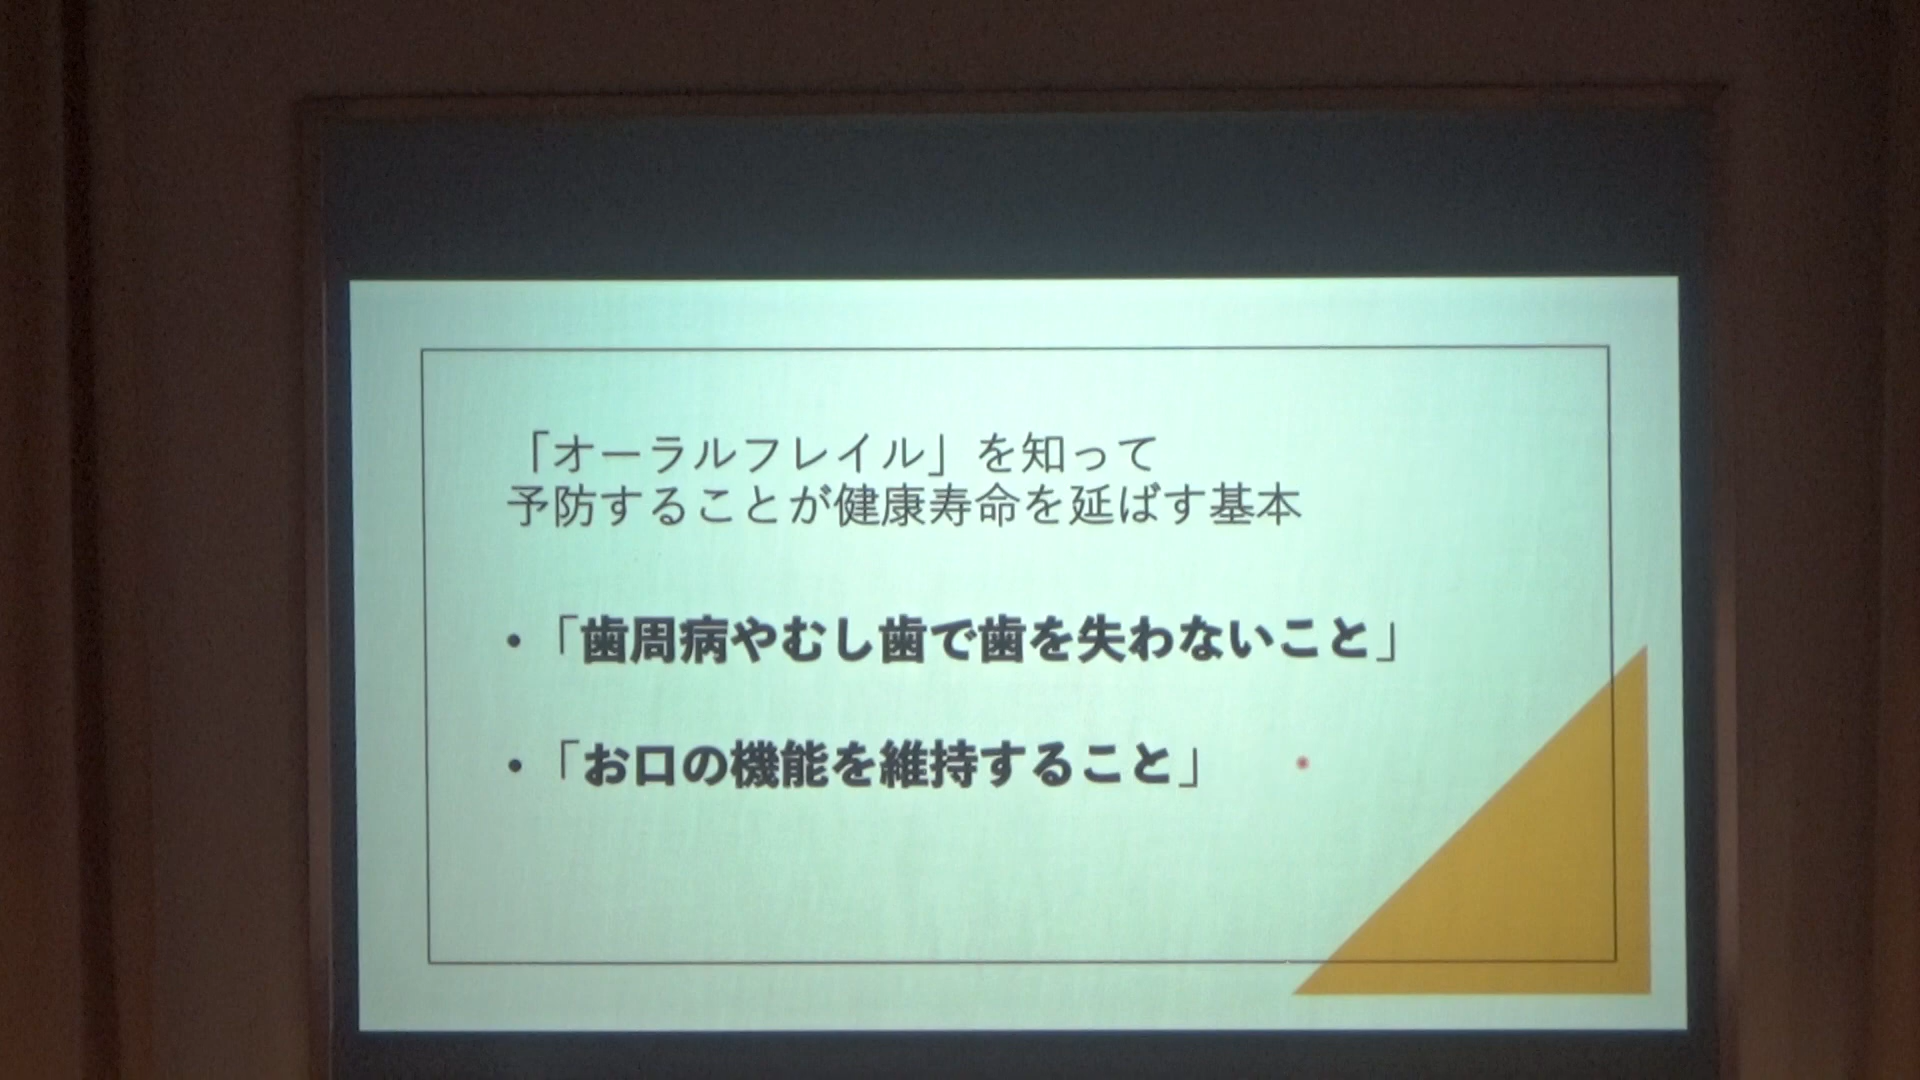 「オーラルフレイル」を知って
予防することが健康寿命を延ばす基本
・「歯周病やむし歯で歯を失わないこと」
・「お口の機能を維持すること」